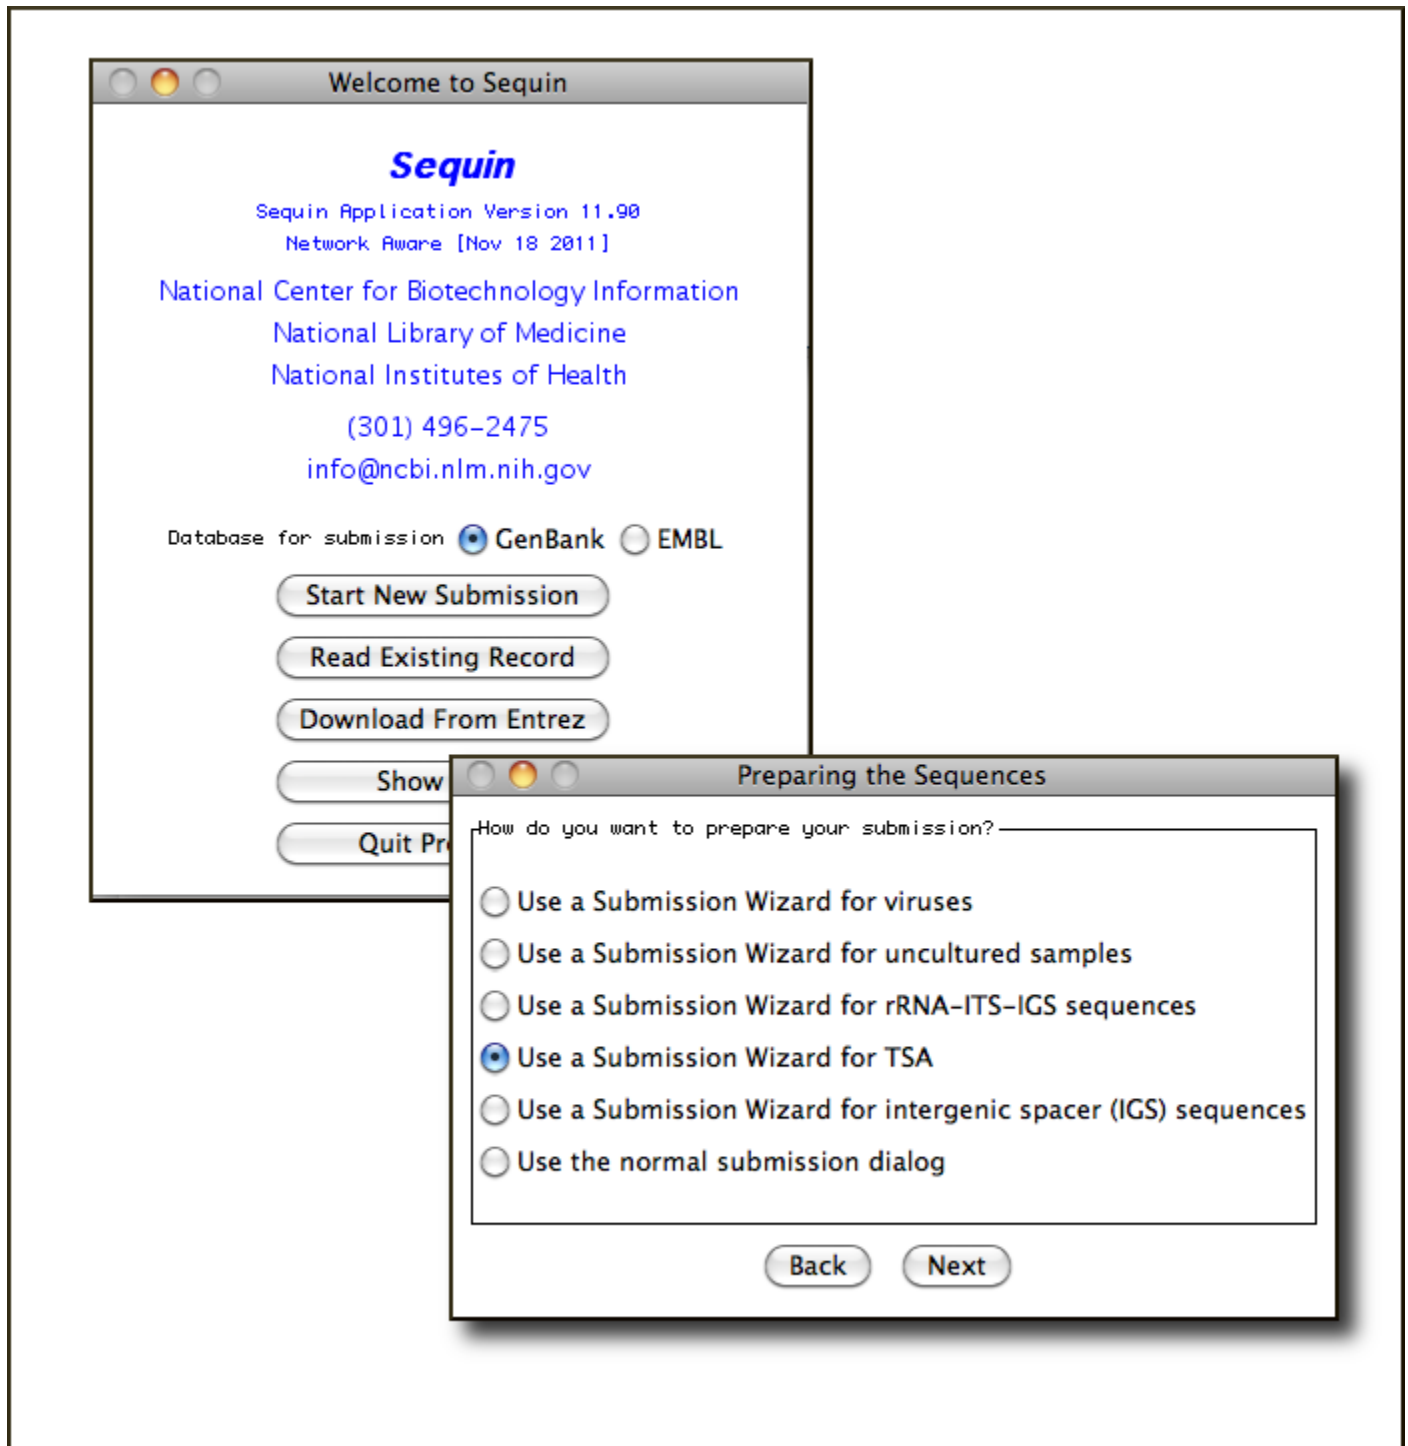 Welcome to Sequin
Sequin
Sequin Application Version 11.90
Network Aware [Nov 18 2011]
National Center for Biotechnology Information
National Library of Medicine
National Institutes of Health
(301) 496-2475
info@ncbi.nlm.nih.gov
Database for submission GenBank EMBL
Start New Submission
Read Existing Record
Download From Entrez
Show
Quit
Preparing the Sequences
How do you want to prepare your submission?
Use a Submission Wizard for viruses
Use a Submission Wizard for uncultured samples
Use a Submission Wizard for rRNA-ITS-IGS sequences
Use a Submission Wizard for TSA
Use a Submission Wizard for intergenic spacer (IGS) sequences
Use the normal submission dialog
Back Next